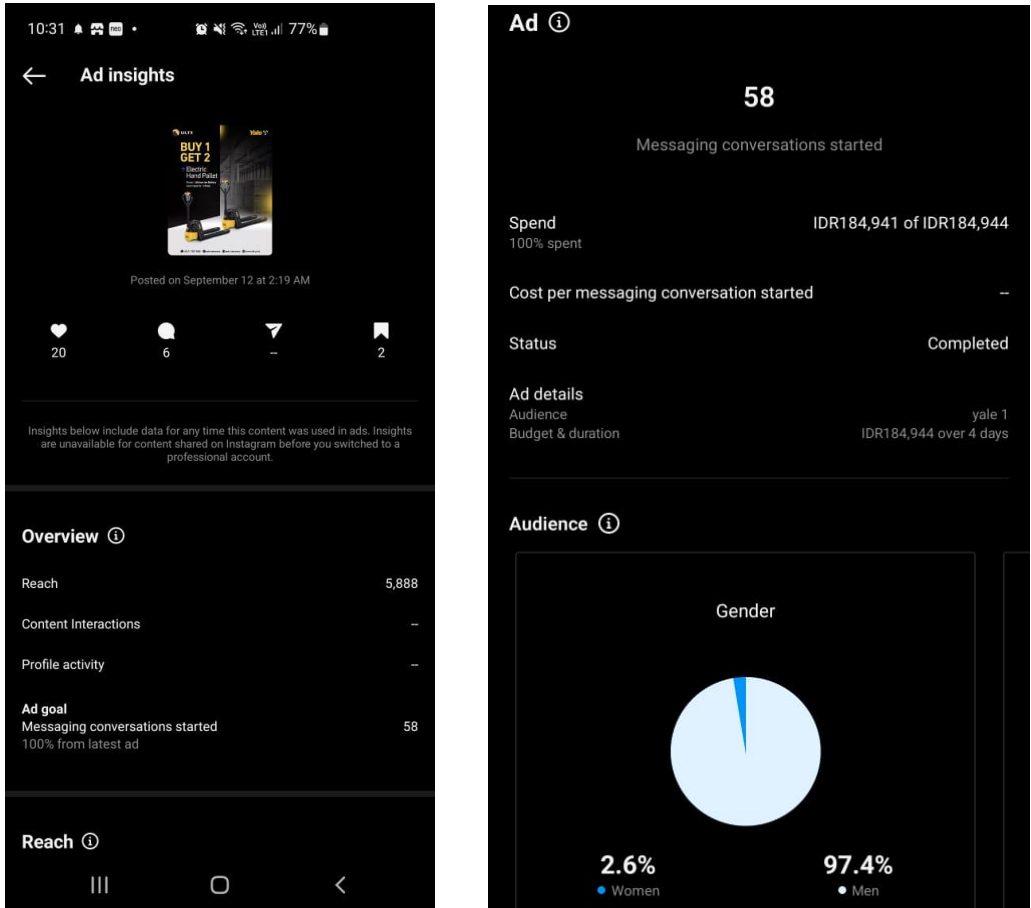 10:31 neo • Vo)) LTE1 77%
Ad insights
ULTX Yale
BUY 1
GET 2
Electric
Hand Pallet
Posted on September 12 at 2:19 AM
20 6 -- 2
Insights below include data for any time this content was used in ads. Insights
are unavailable for content shared on Instagram before you switched to a
professional account.
Overview
Reach 5,888
Content Interactions --
Profile activity --
Ad goal
Messaging conversations started 58
100% from latest ad
Reach
Ad
58
Messaging conversations started
Spend IDR184,941 of IDR184,944
100% spent
Cost per messaging conversation started --
Status Completed
Ad details
Audience yale 1
Budget & duration IDR184,944 over 4 days
Audience
Gender
2.6% 97.4%
Women Men